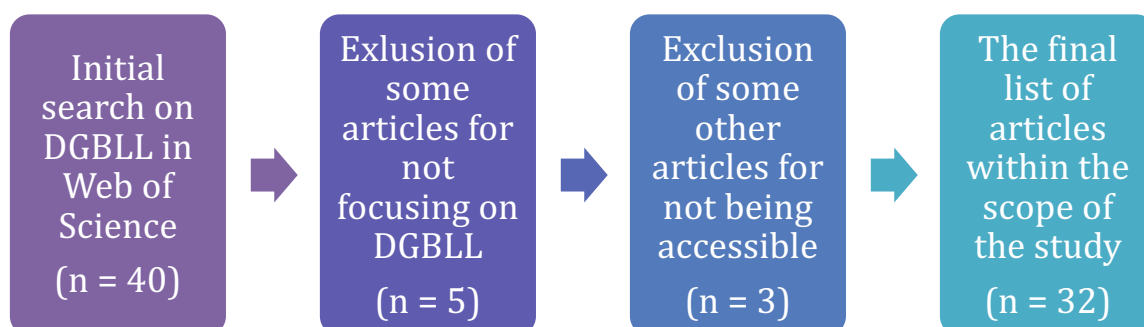 Initial
search on
DGBLL in
Web of
Science
(n = 40)
Exlusion of
some
articles for
not
focusing on
DGBLL
(n = 5)
Exclusion
of some
other
articles for
not being
accessible
(n = 3)
The final
list of
articles
within the
scope of
the study
(n = 32)